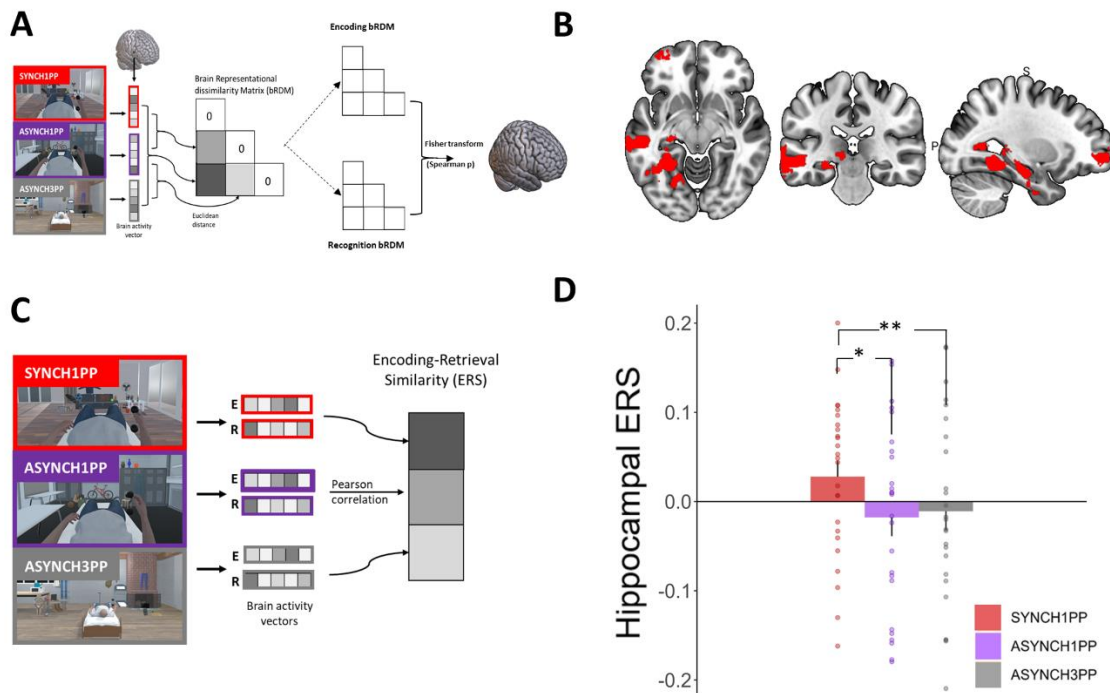 A
SYNCH1PP
ASYNCH1PP
ASYNCH3PP
Brain activity
vector
Brain Representational
dissimilarity Matrix (bRDM)
0
0
0
Euclidean
distance
Encoding bRDM
Recognition bRDM
Fisher transform
(Spearman p)
B
S
P
C
SYNCH1PP
ASYNCH1PP
ASYNCH3PP
E
R
E
R
E
R
Brain activity
vectors
Pearson
correlation
Encoding-Retrieval
Similarity (ERS)
D
Hippocampal ERS
0.2
0.1
0.0
-0.1
-0.2
**
*
SYNCH1PP
ASYNCH1PP
ASYNCH3PP